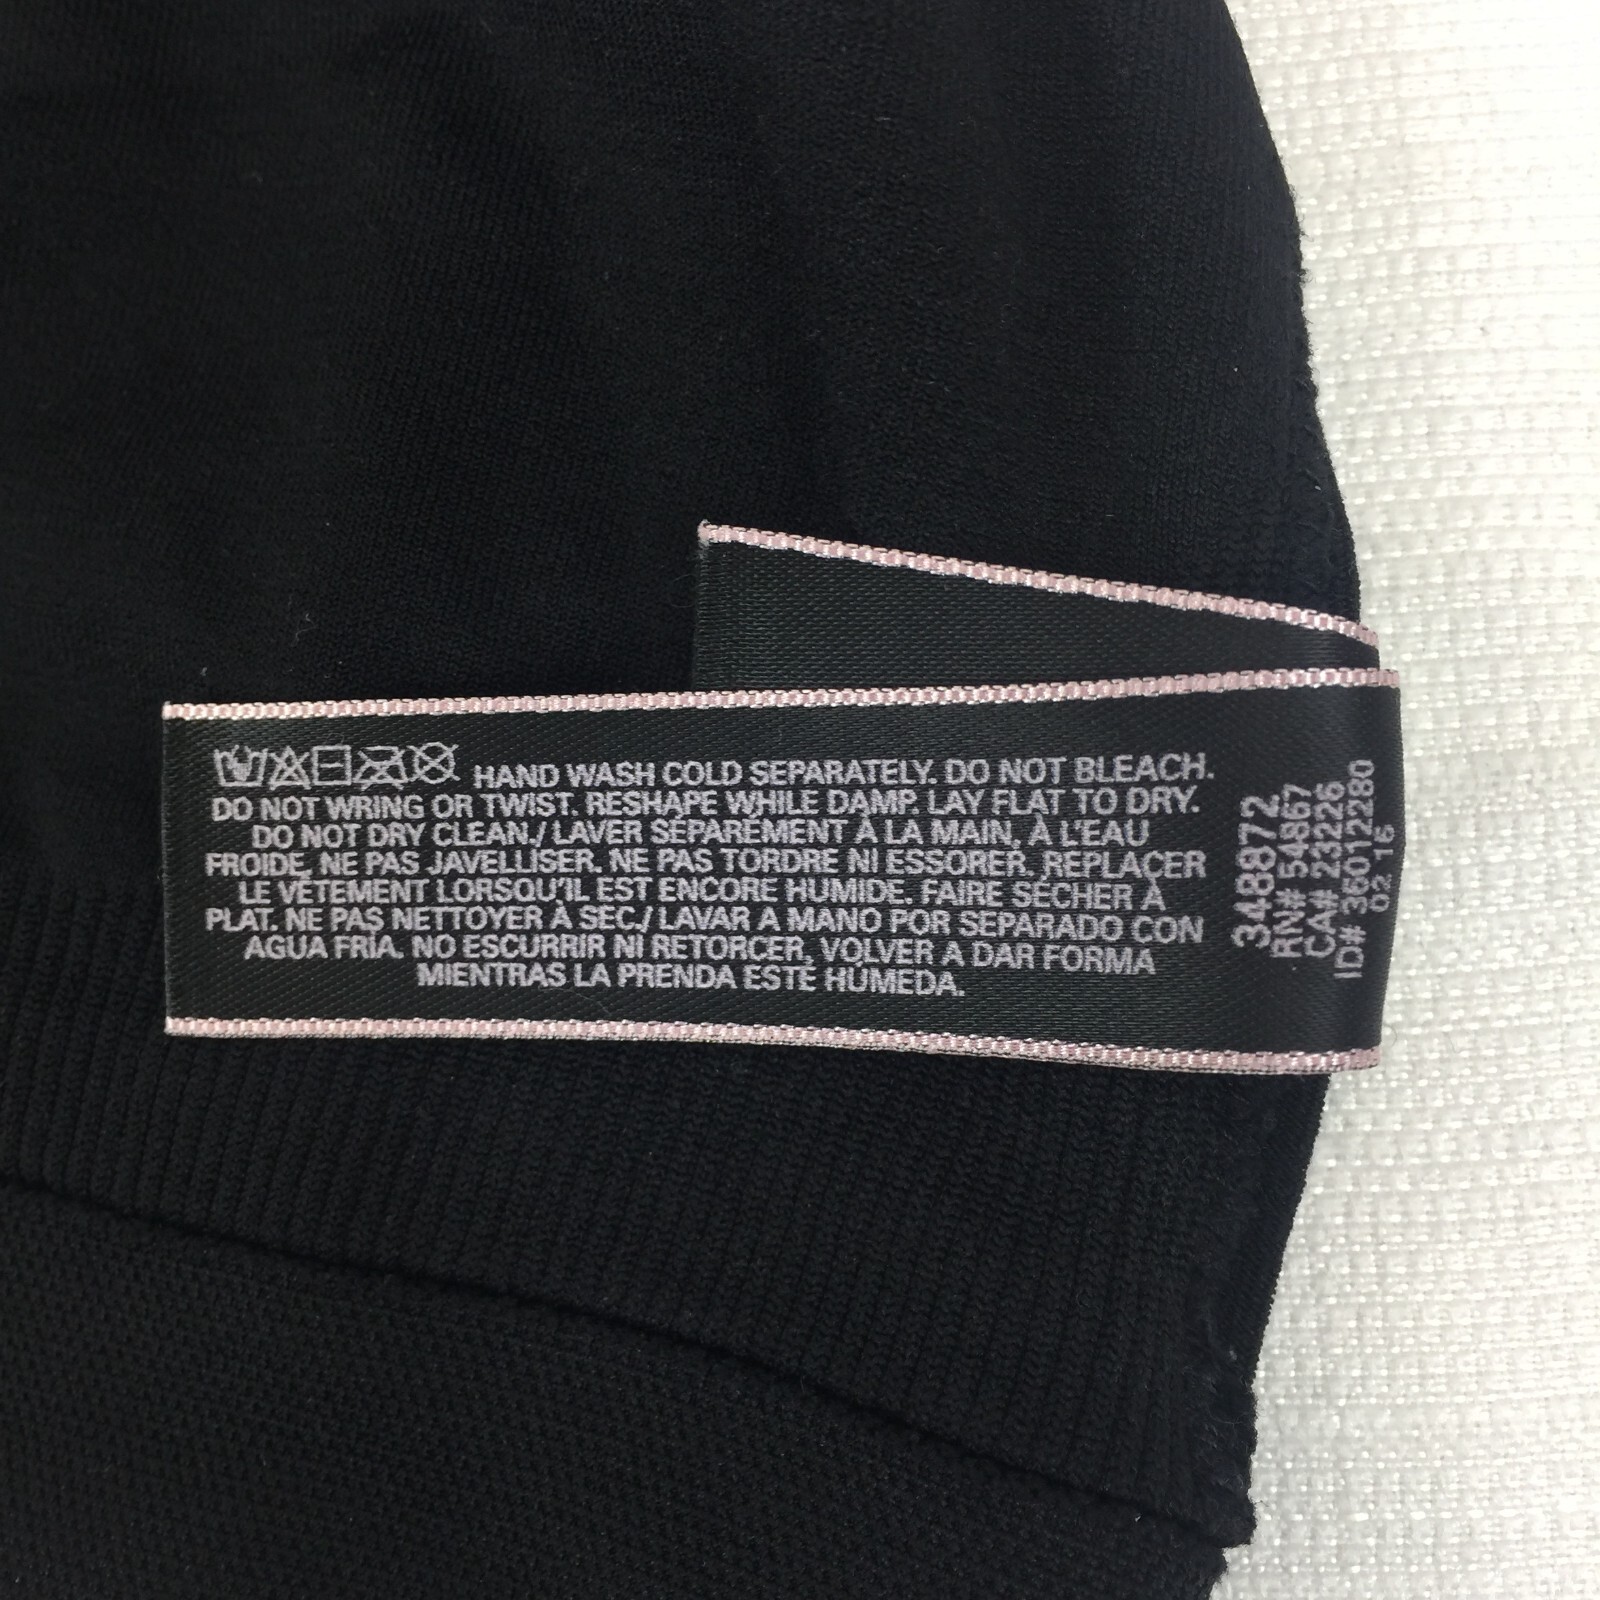 HAND WASH COLD SEPARATELY. DO NOT BLEACH.
DO NOT WRING OR TWIST. RESHAPE WHILE DAMP. LAY FLAT TO DRY.
DO NOT DRY CLEAN./ LAVER SÉPARÉMENT À LA MAIN, À L'EAU
FROIDE, NE PAS JAVELLISER. NE PAS TORDRE NI ESSORER. REPLACER
LE VÊTEMENT LORSQU'IL EST ENCORE HUMIDE. FAIRE SÉCHER À
PLAT. NE PAS NETTOYER À SEC./ LAVAR A MANO POR SEPARADO CON
AGUA FRÍA. NO ESCURRIR NI RETORCER, VOLVER A DAR FORMA
MIENTRAS LA PRENDA ESTÉ HÚMEDA.
348872
RN# 54867
CA# 23226
ID# 36012280
02 16